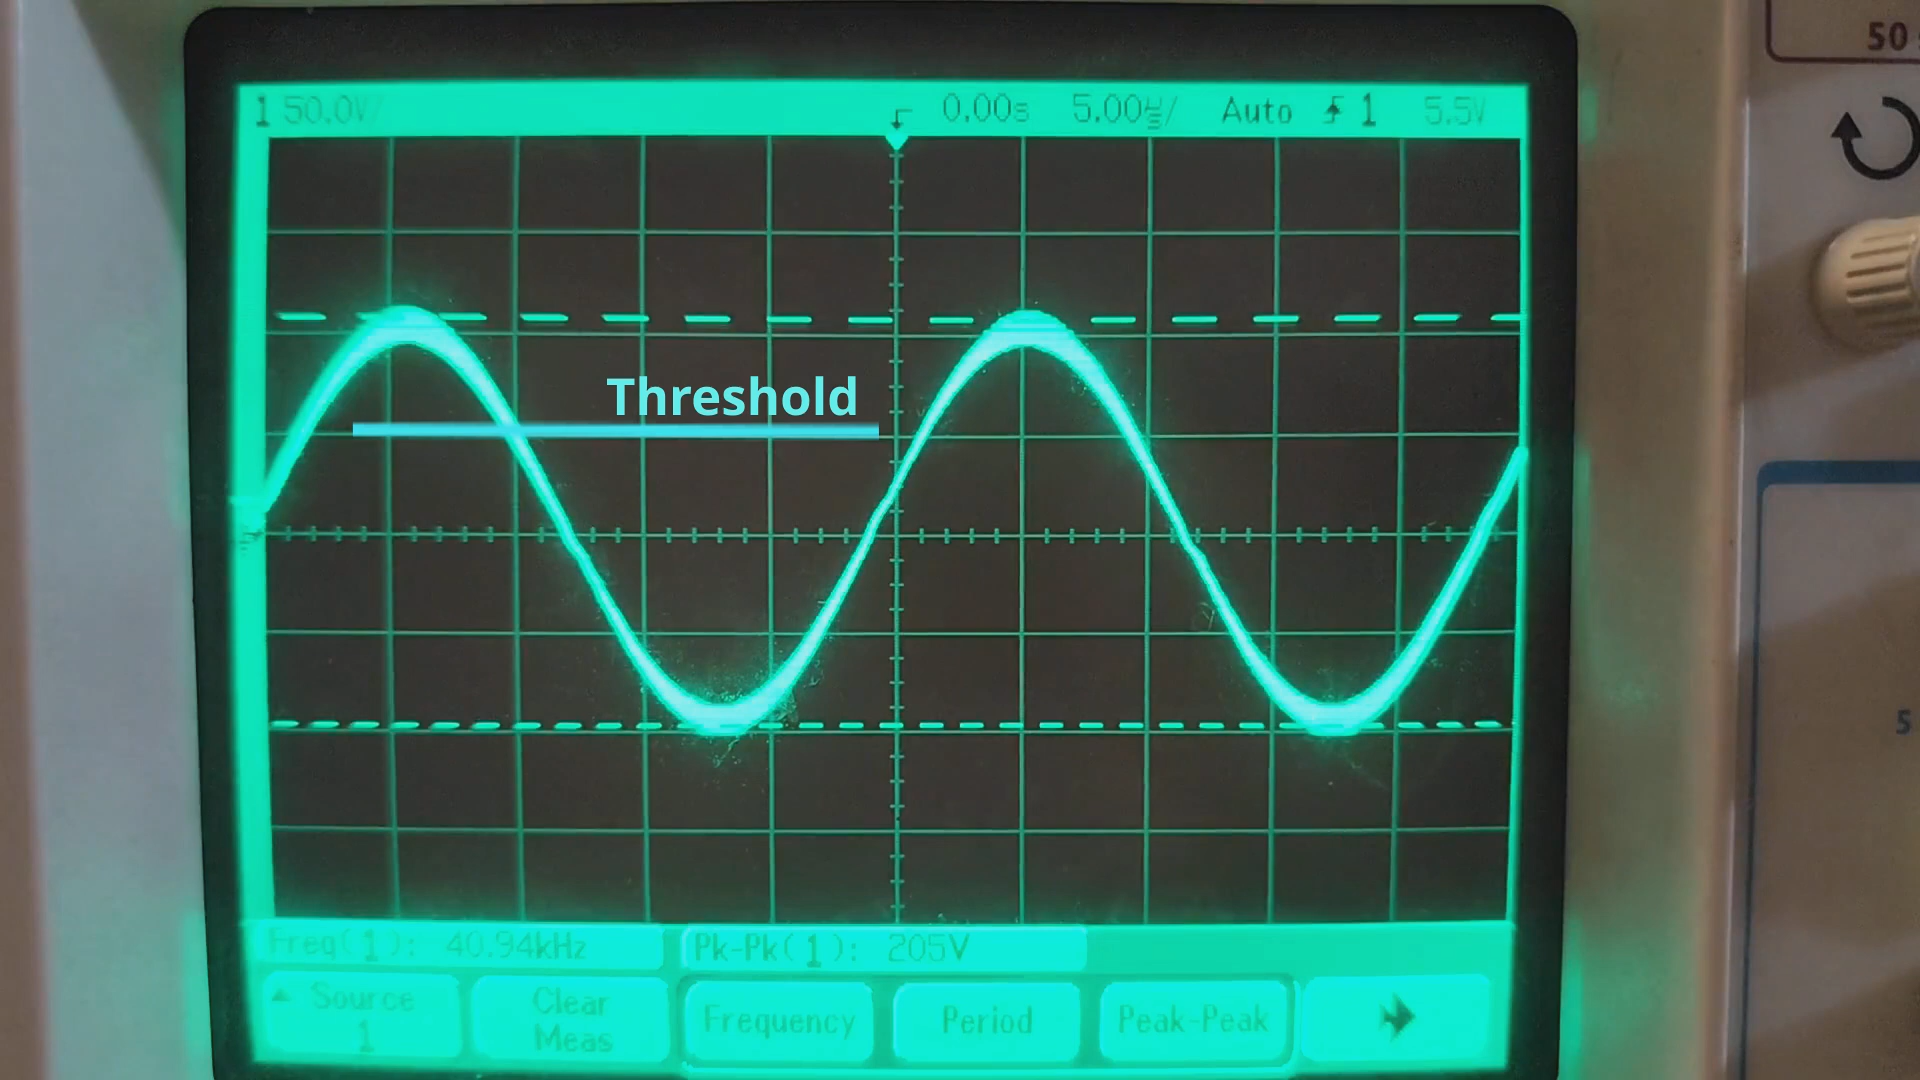 50
1 50.0V/ 0.00s 5.00µs/ Auto 1 5.5V
Threshold
5
Freq(1): 40.94kHz Pk-Pk(1): 205V
Source
1
Clear
Meas
Frequency
Period
Peak-Peak